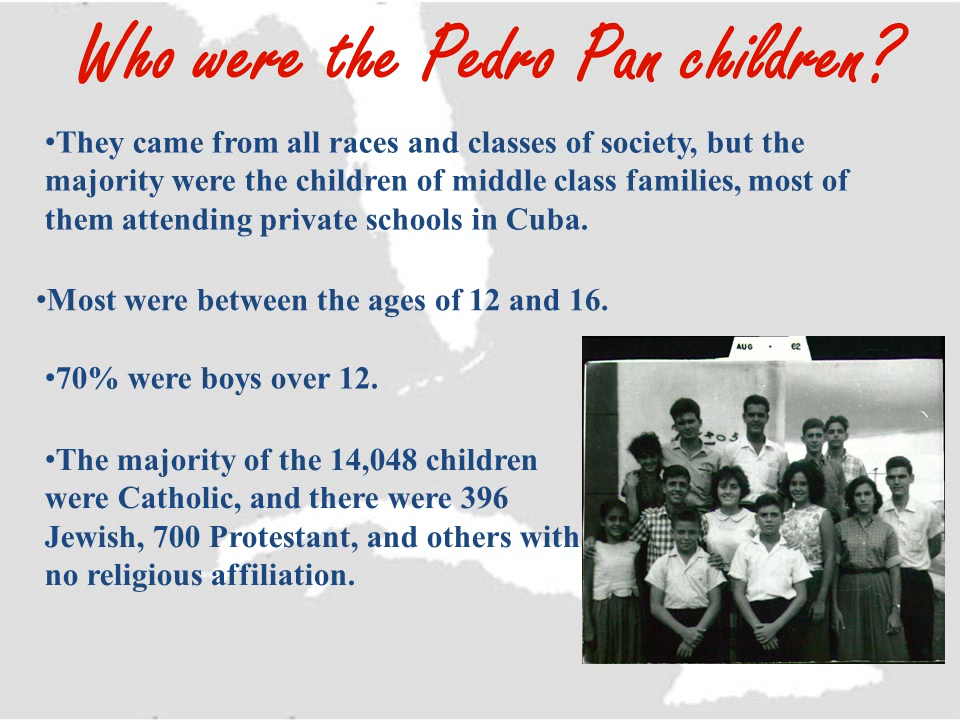 Who were the Pedro Pan children?
•They came from all races and classes of society, but the
majority were the children of middle class families, most of
them attending private schools in Cuba.
•Most were between the ages of 12 and 16.
•70% were boys over 12.
•The majority of the 14,048 children
were Catholic, and there were 396
Jewish, 700 Protestant, and others with
no religious affiliation.
AUG • 62